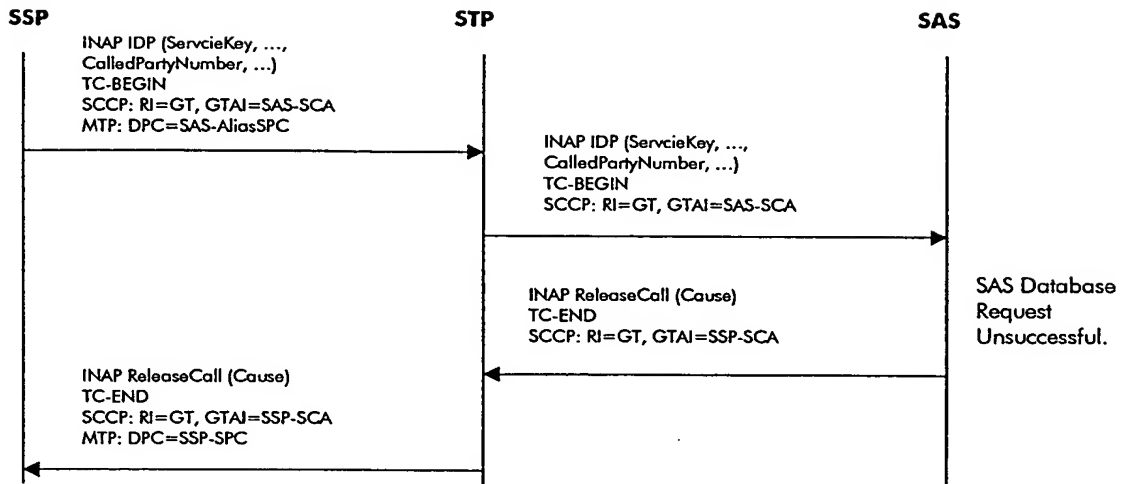 SSP
STP
SAS
INAP IDP (ServcieKey, ...,
CalledPartyNumber, ...)
TC-BEGIN
SCCP: RI=GT, GTAI=SAS-SCA
MTP: DPC=SAS-AliasSPC
INAP IDP (ServcieKey, ...,
CalledPartyNumber, ...)
TC-BEGIN
SCCP: RI=GT, GTAI=SAS-SCA
SAS Database
Request
Unsuccessful.
INAP ReleaseCall (Cause)
TC-END
SCCP: RI=GT, GTAI=SSP-SCA
INAP ReleaseCall (Cause)
TC-END
SCCP: RI=GT, GTAI=SSP-SCA
MTP: DPC=SSP-SPC